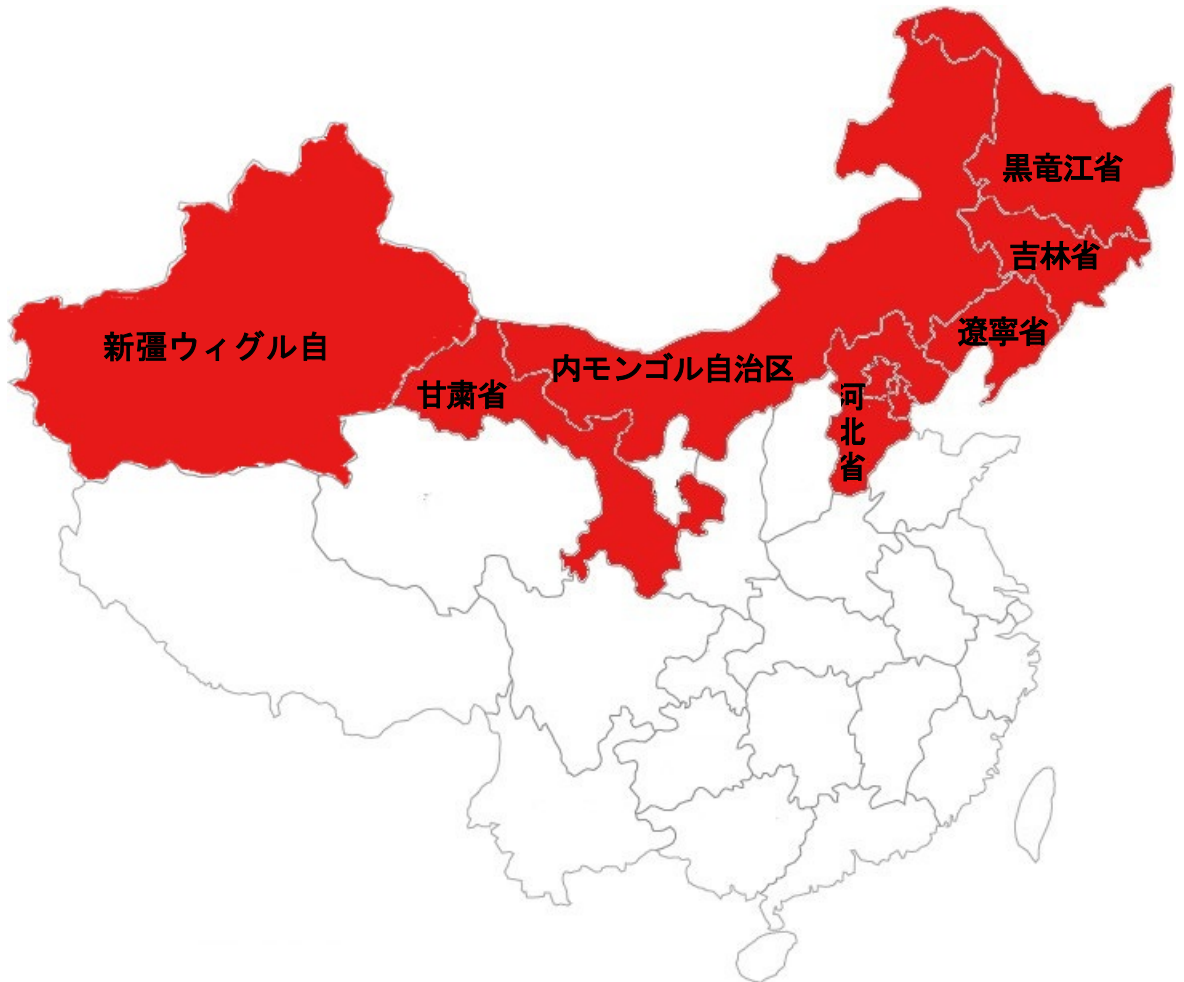 黒竜江省
吉林省
遼寧省
新疆ウィグル自
内モンゴル自治区
甘粛省
河北省